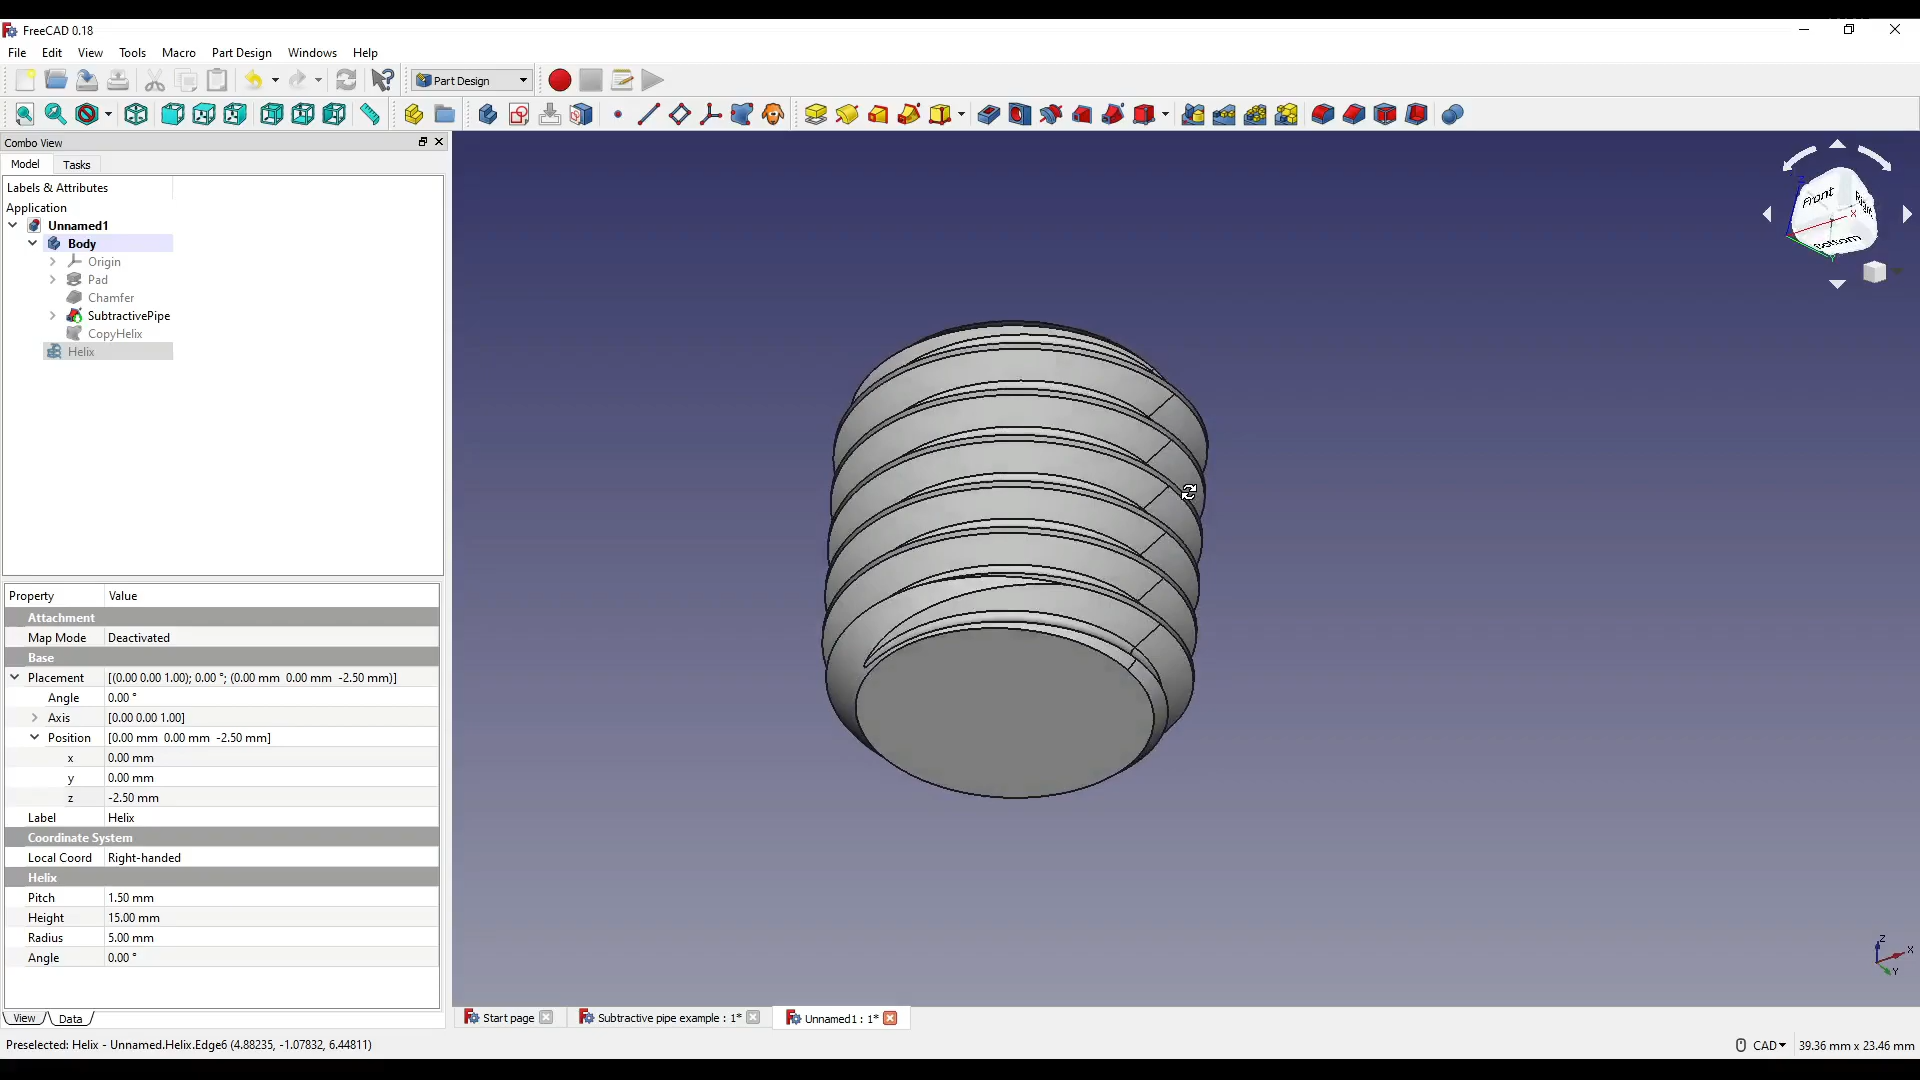 FreeCAD 0.18
File Edit View Tools Macro Part Design Windows Help
Part Design
Combo View
Model Tasks
Labels & Attributes
Application
Unnamed1
Body
Origin
Pad
Chamfer
SubtractivePipe
CopyHelix
Helix
Front
Bottom
X
Property Value
Attachment
Map Mode Deactivated
Base
Placement [(0.00 0.00 1.00); 0.00 °; (0.00 mm 0.00 mm -2.50 mm)]
Angle 0.00 °
Axis [0.00 0.00 1.00]
Position [0.00 mm 0.00 mm -2.50 mm]
x 0.00 mm
y 0.00 mm
z -2.50 mm
Label Helix
Coordinate System
Local Coord Right-handed
Helix
Pitch 1.50 mm
Height 15.00 mm
Radius 5.00 mm
Angle 0.00 °
Z
X
Y
View Data
Start page Subtractive pipe example : 1* Unnamed1 : 1*
Preselected: Helix - Unnamed.Helix.Edge6 (4.88235, -1.07832, 6.44811)
CAD 39.36 mm x 23.46 mm